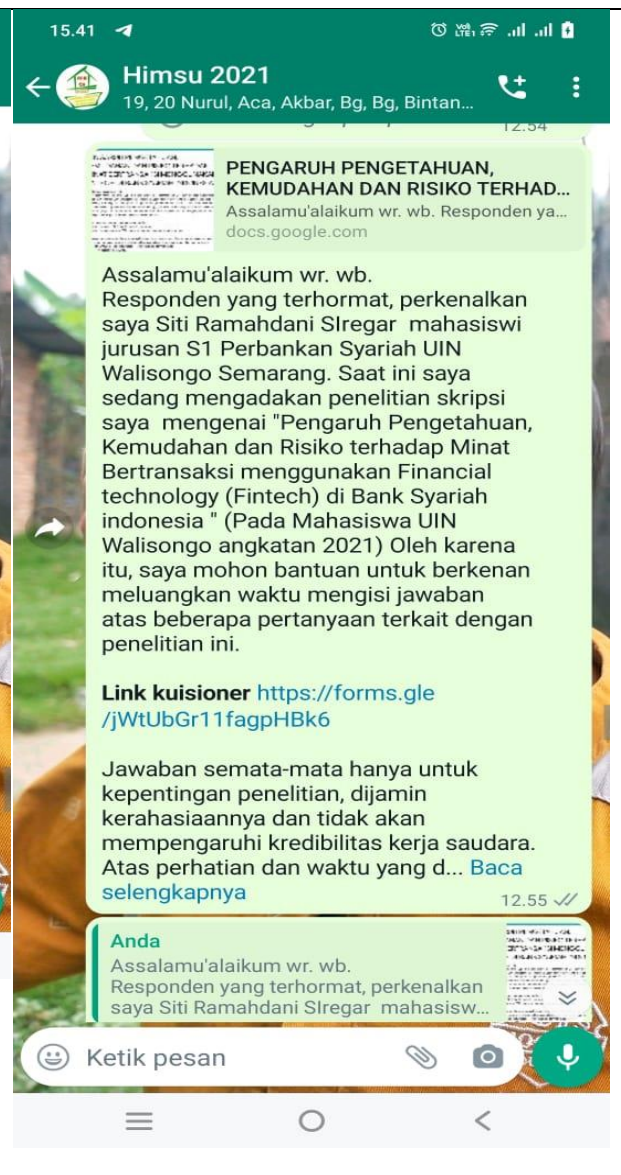 15.41
Himsu 2021
19, 20 Nurul, Aca, Akbar, Bg, Bg, Bintan...
12.54
PENGARUH PENGETAHUAN,
KEMUDAHAN DAN RISIKO TERHAD...
Assalamu'alaikum wr. wb. Responden ya...
docs.google.com
Assalamu'alaikum wr. wb.
Responden yang terhormat, perkenalkan
saya Siti Ramahdani SIregar mahasiswi
jurusan S1 Perbankan Syariah UIN
Walisongo Semarang. Saat ini saya
sedang mengadakan penelitian skripsi
saya mengenai "Pengaruh Pengetahuan,
Kemudahan dan Risiko terhadap Minat
Bertransaksi menggunakan Financial
technology (Fintech) di Bank Syariah
indonesia " (Pada Mahasiswa UIN
Walisongo angkatan 2021) Oleh karena
itu, saya mohon bantuan untuk berkenan
meluangkan waktu mengisi jawaban
atas beberapa pertanyaan terkait dengan
penelitian ini.
Link kuisioner https://forms.gle
/jWtUbGr11fagpHBk6
Jawaban semata-mata hanya untuk
kepentingan penelitian, dijamin
kerahasiaannya dan tidak akan
mempengaruhi kredibilitas kerja saudara.
Atas perhatian dan waktu yang d... Baca
selengkapnya
12.55
Anda
Assalamu'alaikum wr. wb.
Responden yang terhormat, perkenalkan
saya Siti Ramahdani SIregar mahasisw...
Ketik pesan